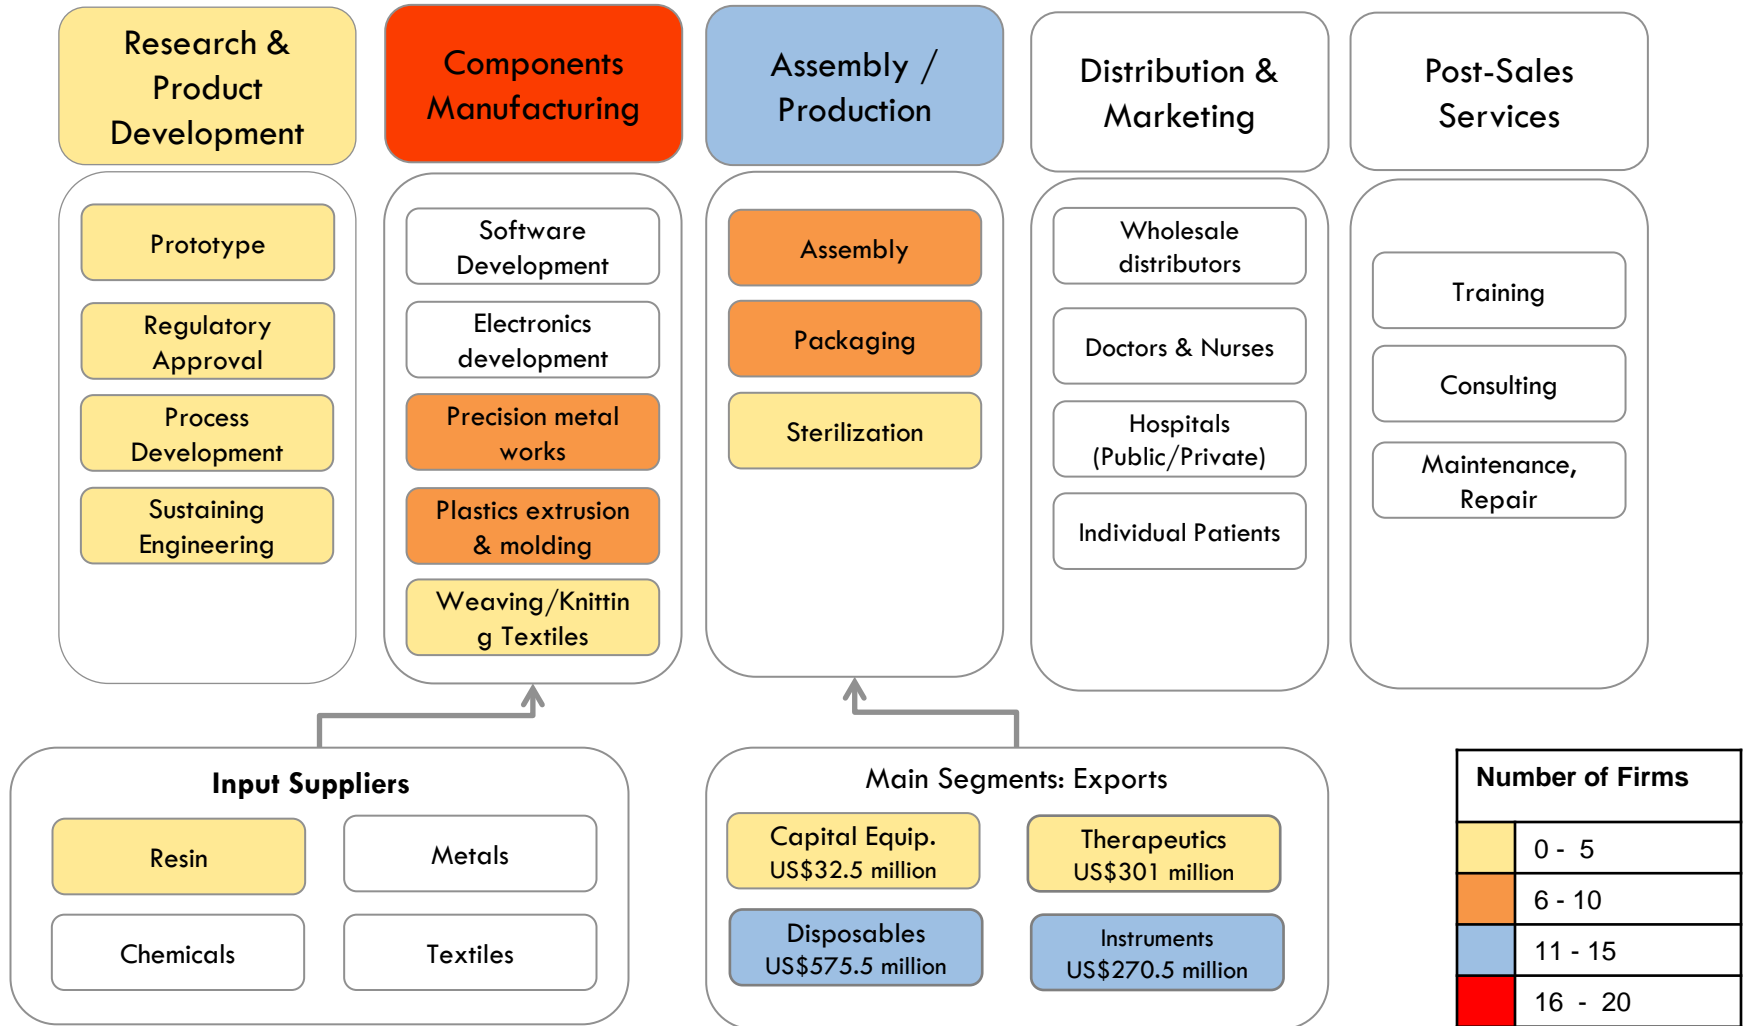 Research &
Product
Development
Components
Manufacturing
Assembly /
Production
Distribution &
Marketing
Post-Sales
Services
Prototype
Regulatory
Approval
Process
Development
Sustaining
Engineering
Software
Development
Electronics
development
Precision metal
works
Plastics extrusion
& molding
Weaving/Knittin
g Textiles
Assembly
Packaging
Sterilization
Wholesale
distributors
Doctors & Nurses
Hospitals
(Public/Private)
Individual Patients
Training
Consulting
Maintenance,
Repair
Input Suppliers
Resin
Metals
Chemicals
Textiles
Main Segments: Exports
Capital Equip.
US$32.5 million
Therapeutics
US$301 million
Disposables
US$575.5 million
Instruments
US$270.5 million
Number of Firms
0 - 5
6 - 10
11 - 15
16 - 20